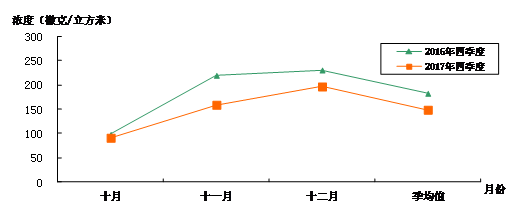 浓度（微克/立方米）
300
250
200
150
100
50
0
2016年四季度
2017年四季度
十月
十一月
十二月
季均值
月份